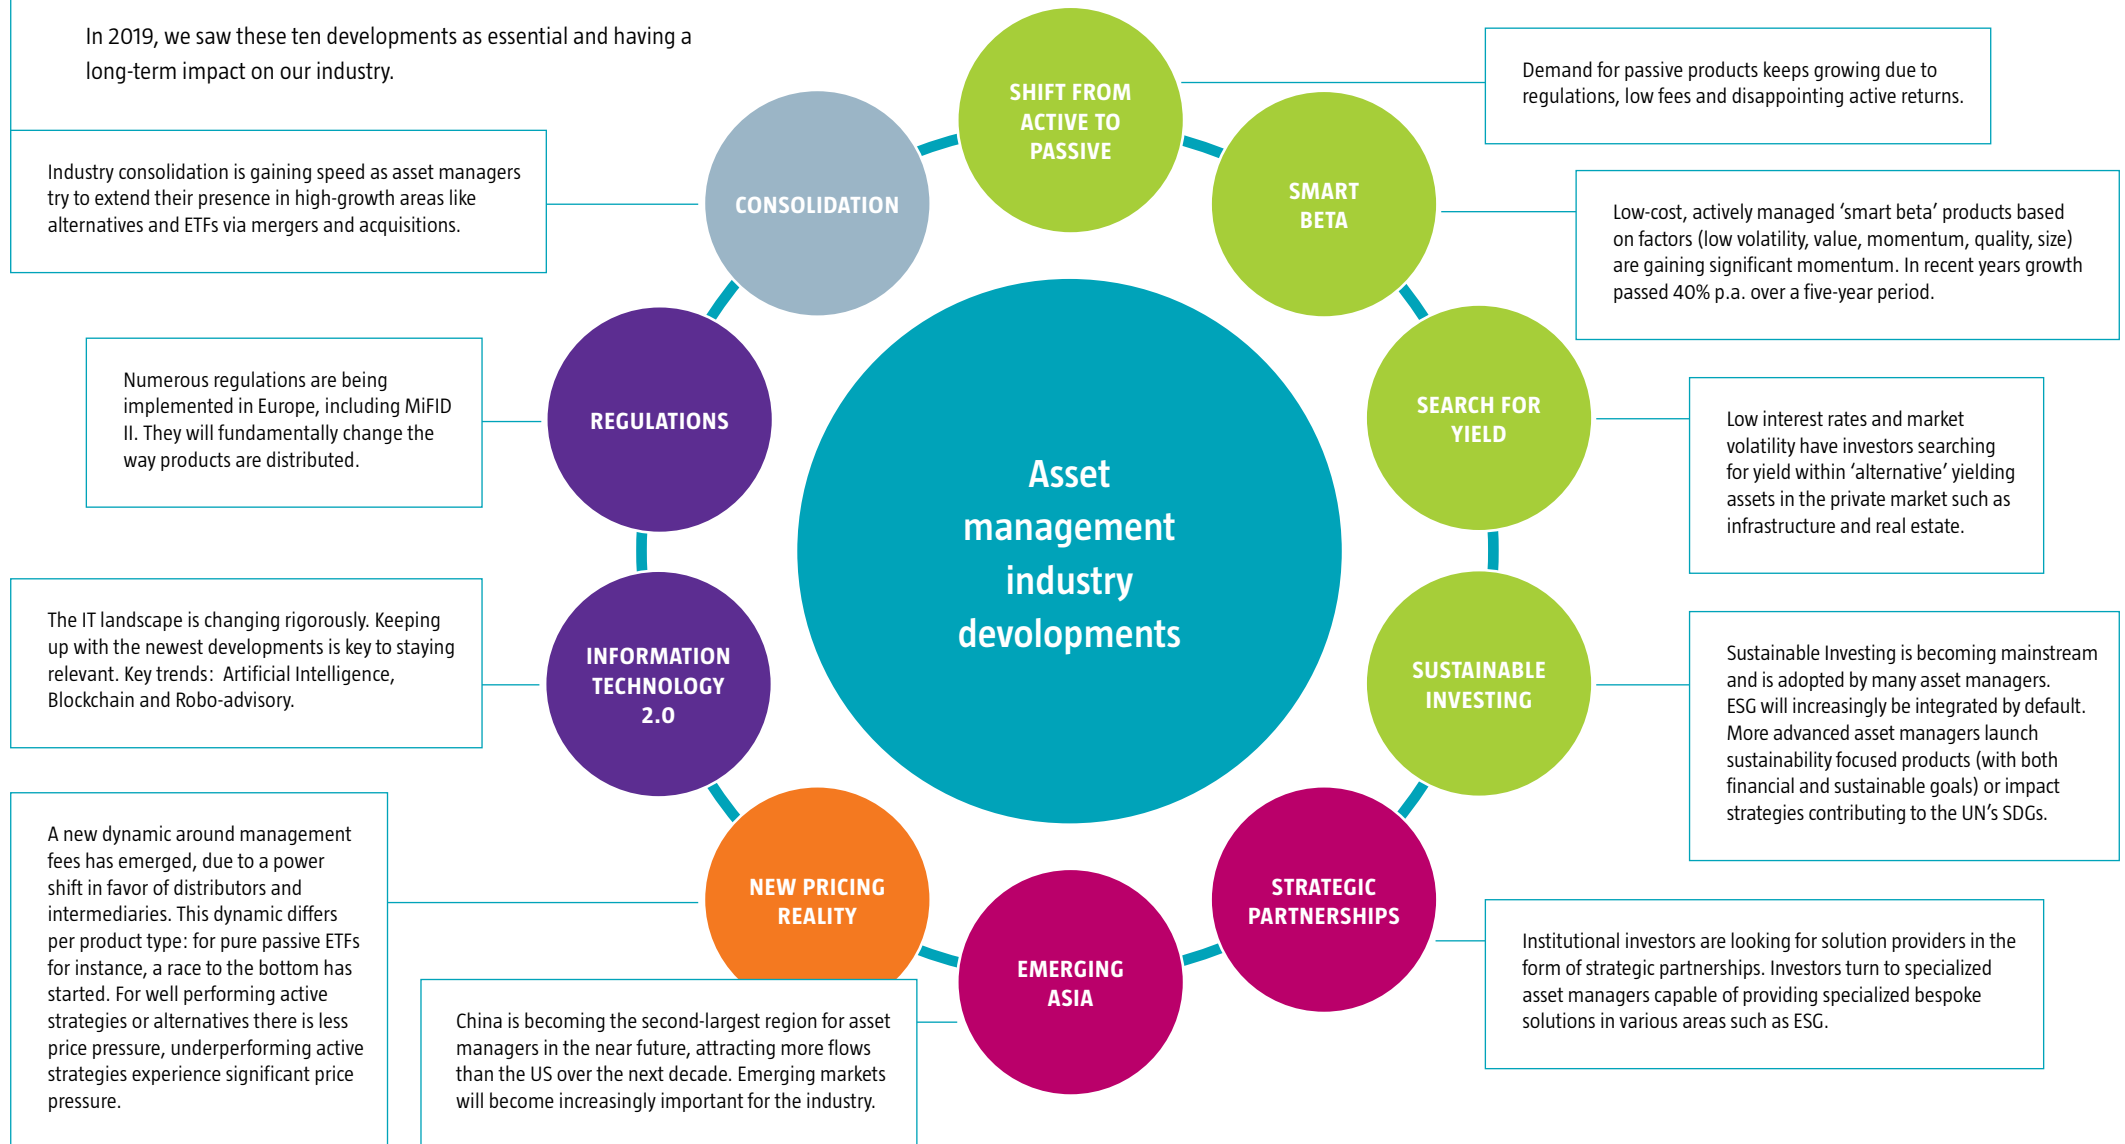 In 2019, we saw these ten developments as essential and having a
long-term impact on our industry.
SHIFT FROM
ACTIVE TO
PASSIVE
Demand for passive products keeps growing due to
regulations, low fees and disappointing active returns.
SMART
BETA
Low-cost, actively managed ‘smart beta’ products based
on factors (low volatility, value, momentum, quality, size)
are gaining significant momentum. In recent years growth
passed 40% p.a. over a five-year period.
SEARCH FOR
YIELD
Low interest rates and market
volatility have investors searching
for yield within ‘alternative’ yielding
assets in the private market such as
infrastructure and real estate.
SUSTAINABLE
INVESTING
Sustainable Investing is becoming mainstream
and is adopted by many asset managers.
ESG will increasingly be integrated by default.
More advanced asset managers launch
sustainability focused products (with both
financial and sustainable goals) or impact
strategies contributing to the UN’s SDGs.
STRATEGIC
PARTNERSHIPS
Institutional investors are looking for solution providers in the
form of strategic partnerships. Investors turn to specialized
asset managers capable of providing specialized bespoke
solutions in various areas such as ESG.
EMERGING
ASIA
China is becoming the second-largest region for asset
managers in the near future, attracting more flows
than the US over the next decade. Emerging markets
will become increasingly important for the industry.
NEW PRICING
REALITY
A new dynamic around management
fees has emerged, due to a power
shift in favor of distributors and
intermediaries. This dynamic differs
per product type: for pure passive ETFs
for instance, a race to the bottom has
started. For well performing active
strategies or alternatives there is less
price pressure, underperforming active
strategies experience significant price
pressure.
INFORMATION
TECHNOLOGY
2.0
The IT landscape is changing rigorously. Keeping
up with the newest developments is key to staying
relevant. Key trends: Artificial Intelligence,
Blockchain and Robo-advisory.
REGULATIONS
Numerous regulations are being
implemented in Europe, including MiFID
II. They will fundamentally change the
way products are distributed.
CONSOLIDATION
Industry consolidation is gaining speed as asset managers
try to extend their presence in high-growth areas like
alternatives and ETFs via mergers and acquisitions.
Asset
management
industry
devolopments